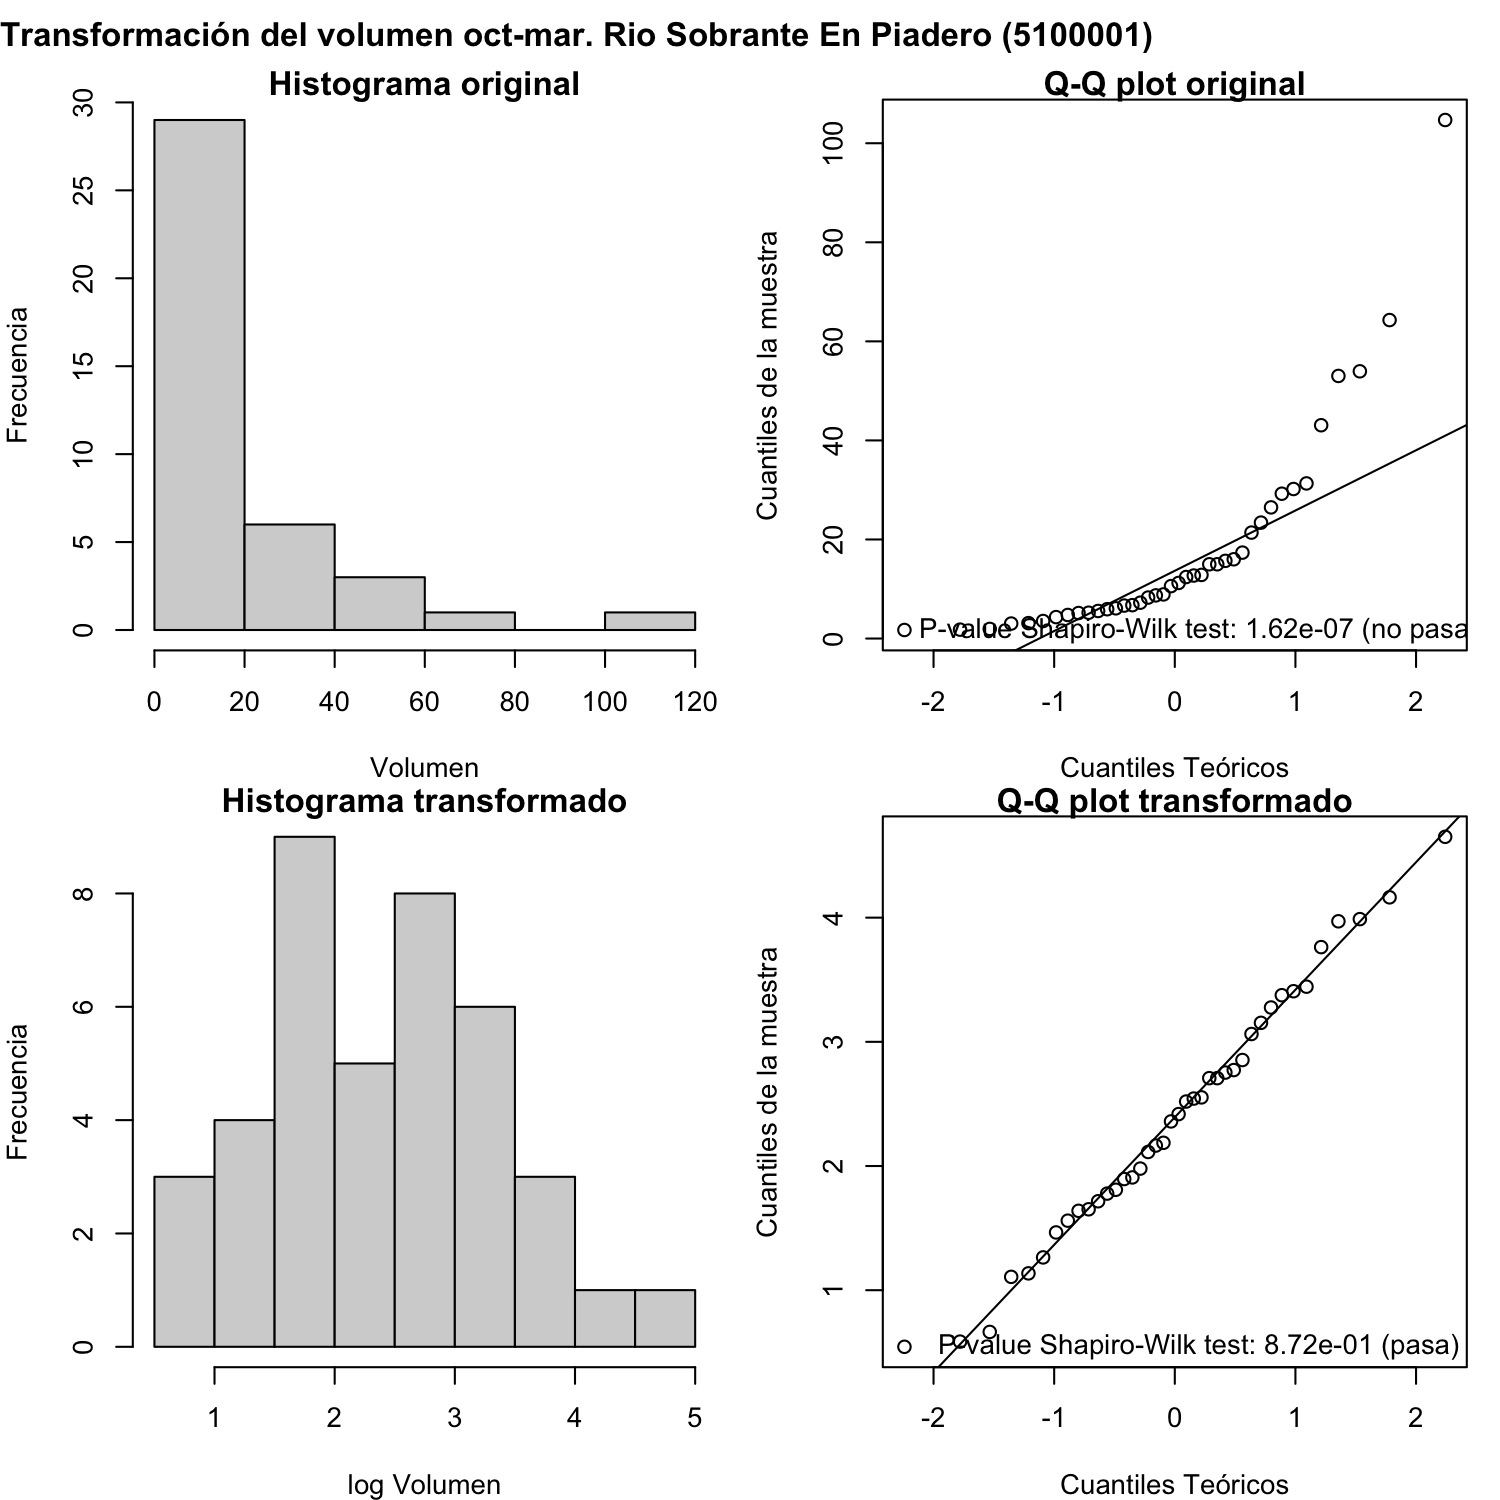 Transformación del volumen oct-mar. Rio Sobrante En Piadero (5100001)
Histograma original
Frecuencia
0 5 10 15 20 25 30
0 20 40 60 80 100 120
Volumen
Q-Q plot original
Cuantiles de la muestra
0 20 40 60 80 100
P-value Shapiro-Wilk test: 1.62e-07 (no pasa
-2 -1 0 1 2
Cuantiles Teóricos
Histograma transformado
Frecuencia
0 2 4 6 8
1 2 3 4 5
log Volumen
Q-Q plot transformado
Cuantiles de la muestra
1 2 3 4
P-value Shapiro-Wilk test: 8.72e-01 (pasa)
-2 -1 0 1 2
Cuantiles Teóricos